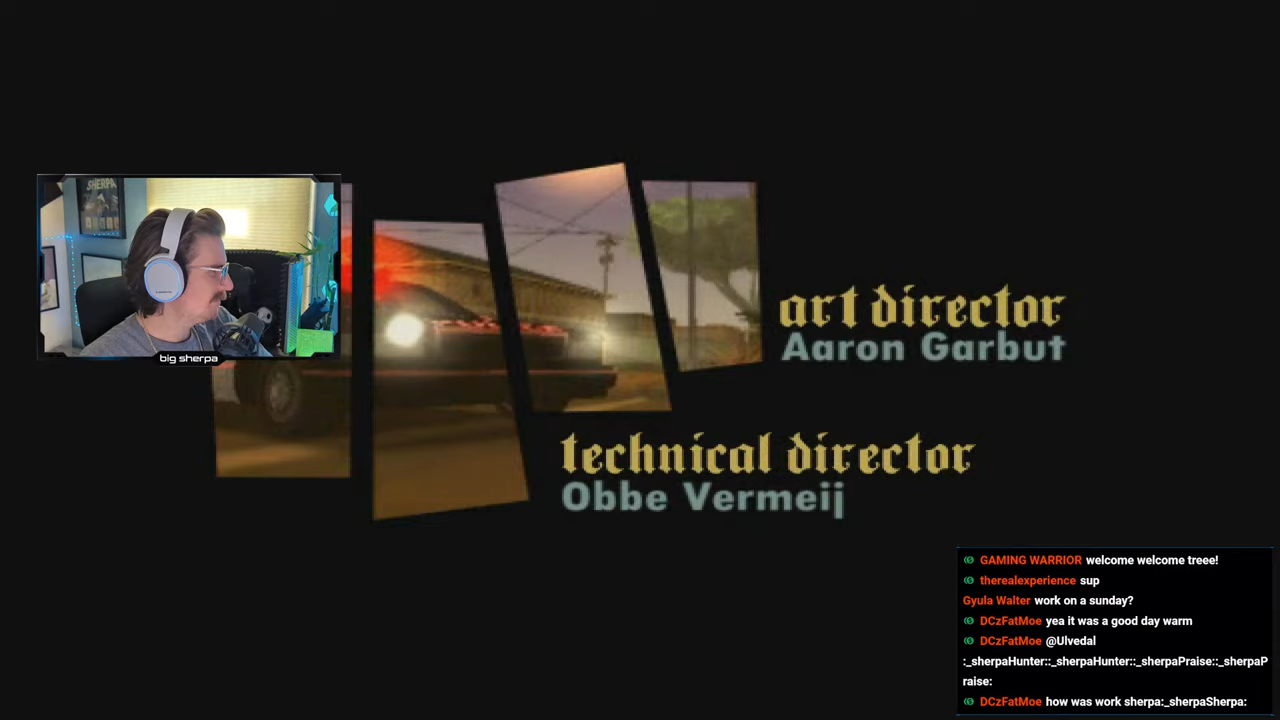 SHERPA
big sherpa
art director
Aaron Garbut
technical director
Obbe Vermeij
GAMING WARRIOR welcome welcome treee!
therealexperience sup
Gyula Walter work on a sunday?
DCzFatMoe yea it was a good day warm
DCzFatMoe @Ulvedal
:_sherpaHunter::_sherpaHunter::_sherpaPraise::_sherpaP
raise:
DCzFatMoe how was work sherpa:_sherpaSherpa: